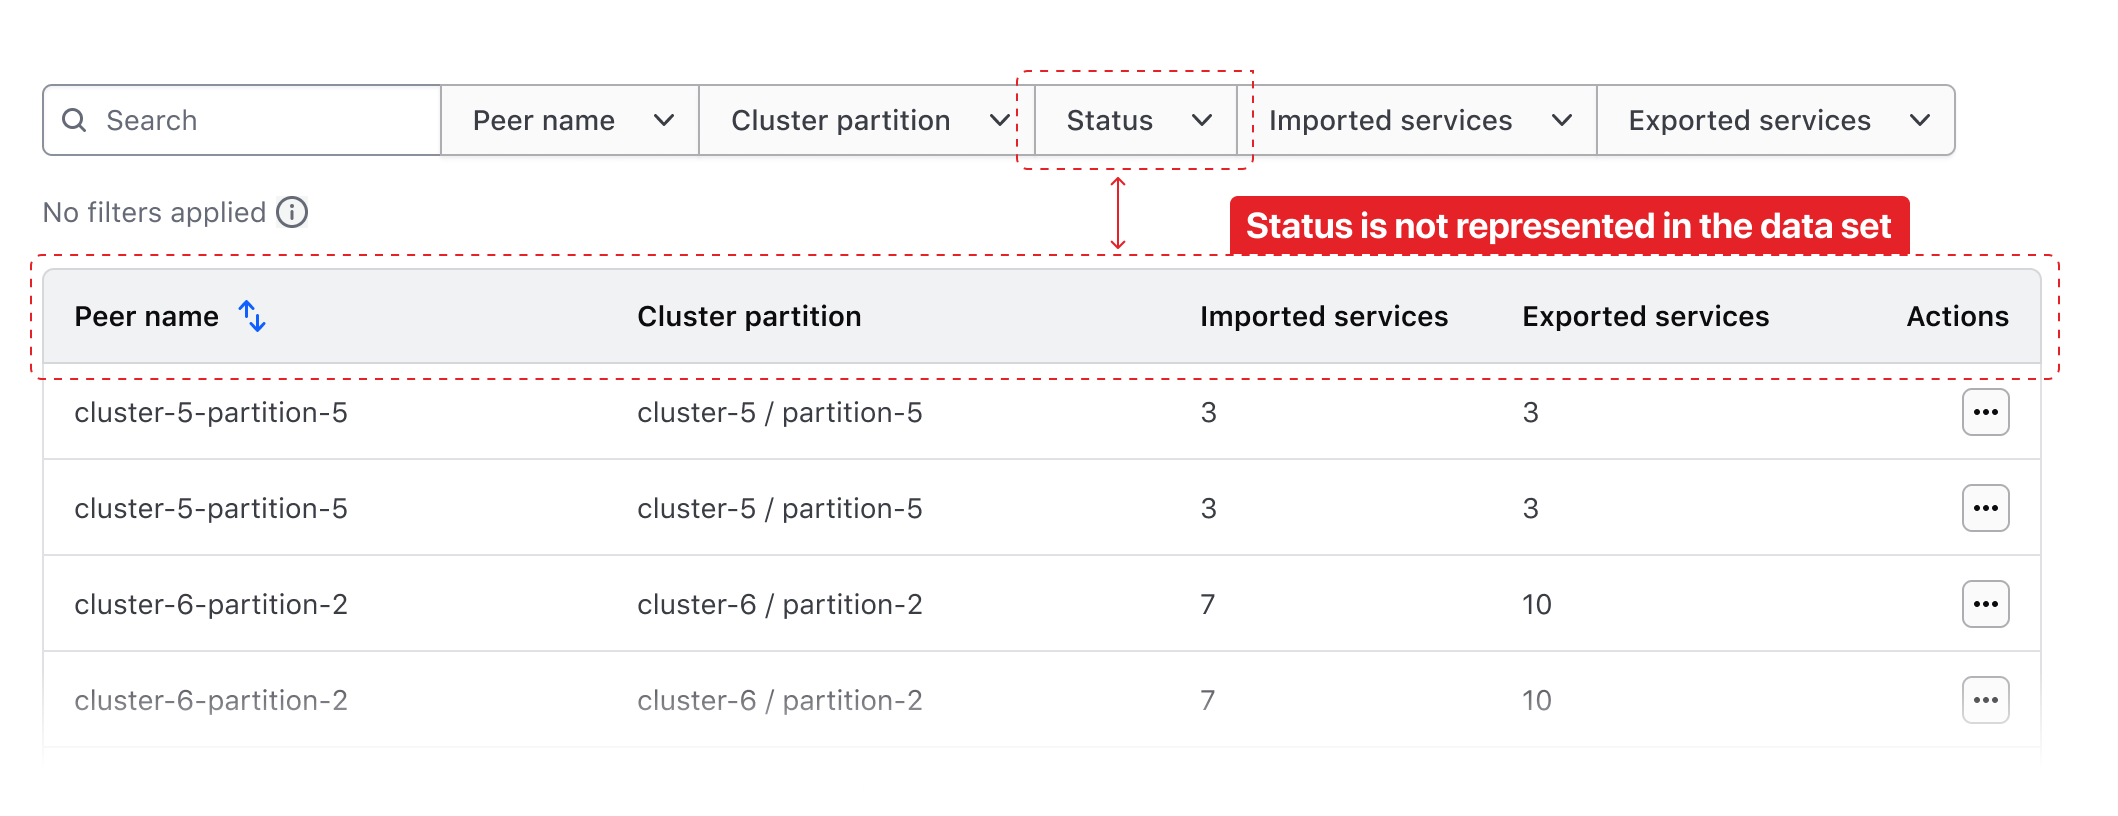 Search Peer name Cluster partition Status Imported services Exported services
No filters applied
Status is not represented in the data set
Peer name Cluster partition Imported services Exported services Actions
cluster-5-partition-5 cluster-5 / partition-5 3 3
cluster-5-partition-5 cluster-5 / partition-5 3 3
cluster-6-partition-2 cluster-6 / partition-2 7 10
cluster-6-partition-2 cluster-6 / partition-2 7 10